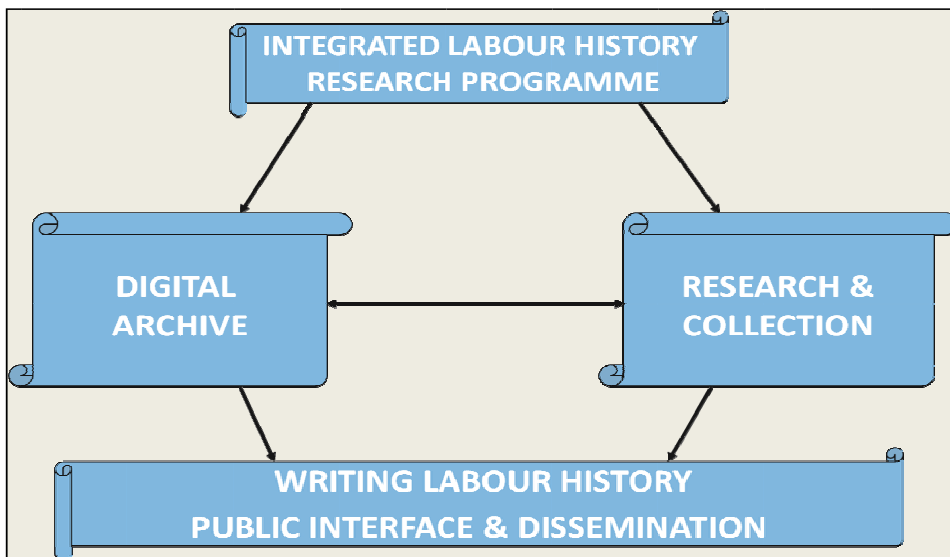 INTEGRATED LABOUR HISTORY
RESEARCH PROGRAMME
DIGITAL
ARCHIVE
RESEARCH &
COLLECTION
WRITING LABOUR HISTORY
PUBLIC INTERFACE & DISSEMINATION